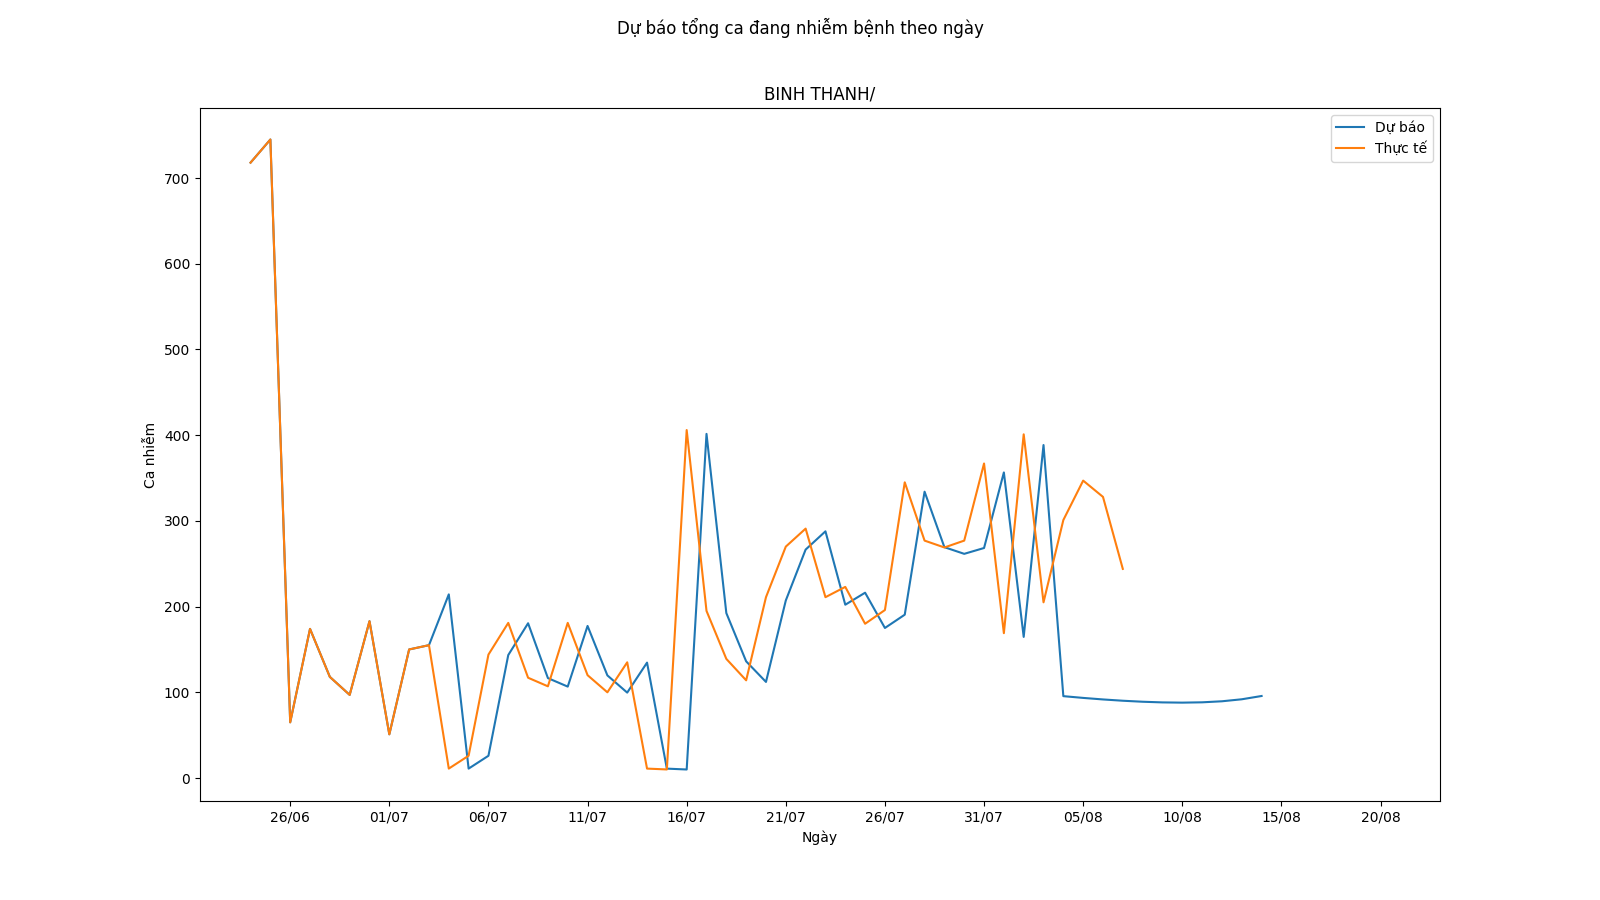 Dự báo tổng ca đang nhiễm bệnh theo ngày
BINH THANH/
Dự báo
Thực tế
700
600
500
400
300
200
100
0
Ca nhiễm
26/06 01/07 06/07 11/07 16/07 21/07 26/07 31/07 05/08 10/08 15/08 20/08
Ngày